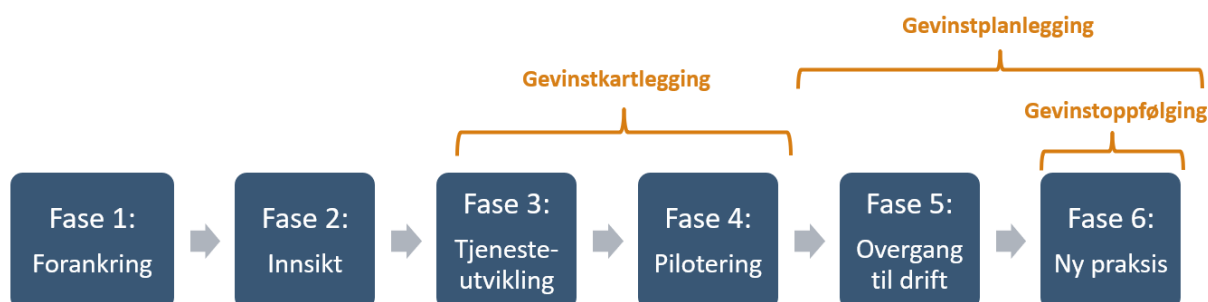 Gevinstplanlegging
Gevinstkartlegging
Gevinstoppfølging
Fase 1:
Forankring
Fase 2:
Innsikt
Fase 3:
Tjeneste-
utvikling
Fase 4:
Pilotering
Fase 5:
Overgang
til drift
Fase 6:
Ny praksis